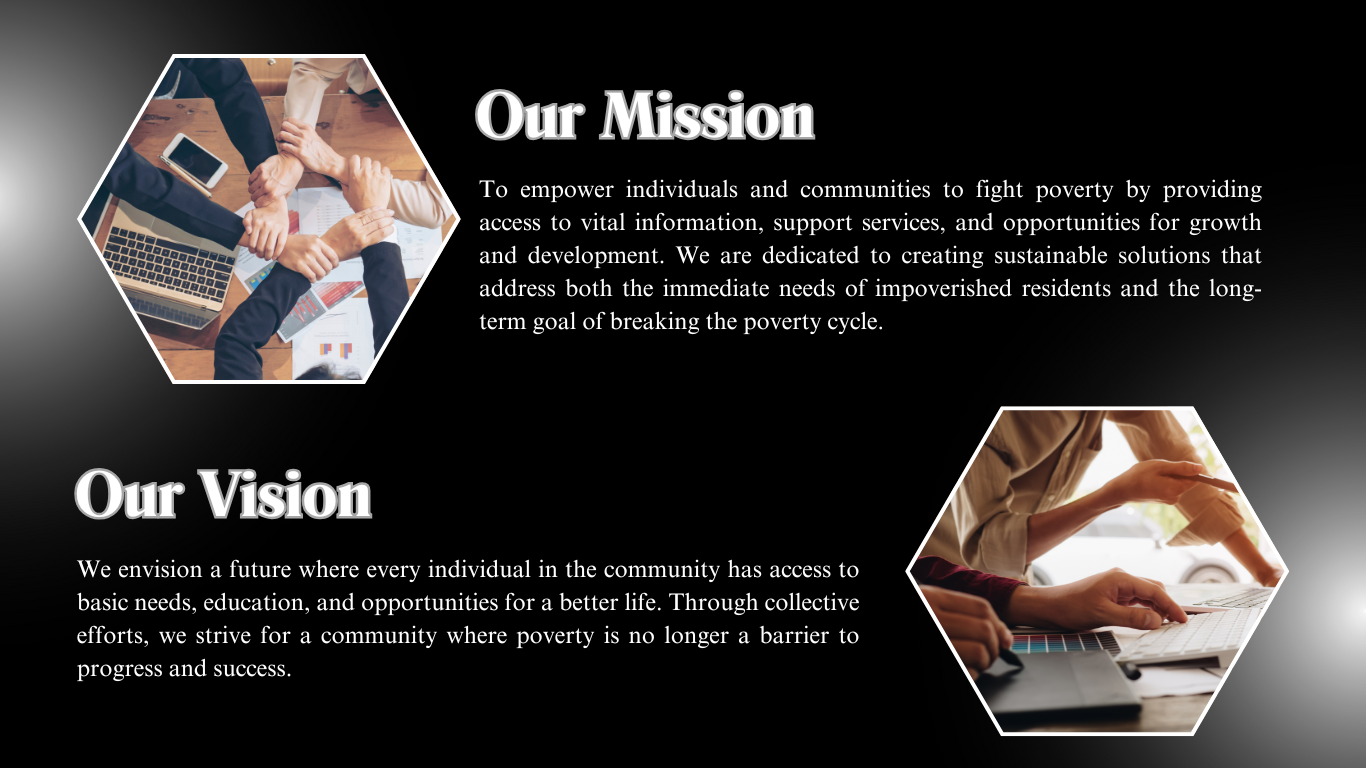 Our Mission
To empower individuals and communities to fight poverty by providing
access to vital information, support services, and opportunities for growth
and development. We are dedicated to creating sustainable solutions that
address both the immediate needs of impoverished residents and the long-
term goal of breaking the poverty cycle.
Our Vision
We envision a future where every individual in the community has access to
basic needs, education, and opportunities for a better life. Through collective
efforts, we strive for a community where poverty is no longer a barrier to
progress and success.